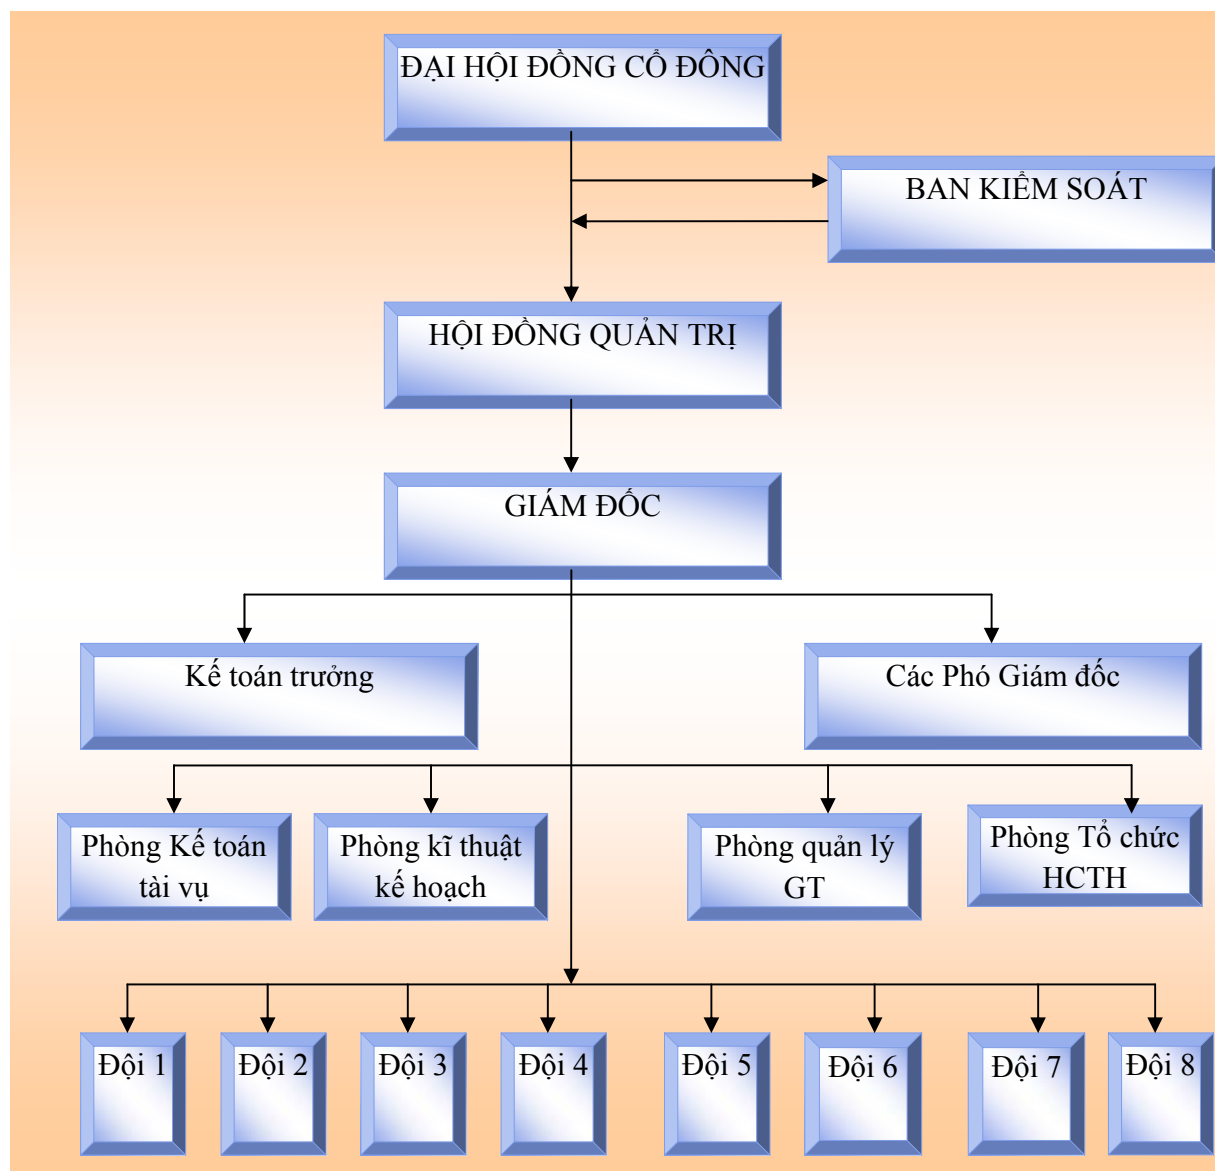 ĐẠI HỘI ĐỒNG CỔ ĐÔNG
BAN KIỂM SOÁT
HỘI ĐỒNG QUẢN TRỊ
GIÁM ĐỐC
Kế toán trưởng
Các Phó Giám đốc
Phòng Kế toán
tài vụ
Phòng kĩ thuật
kế hoạch
Phòng quản lý
GT
Phòng Tổ chức
HCTH
Đội 1
Đội 2
Đội 3
Đội 4
Đội 5
Đội 6
Đội 7
Đội 8